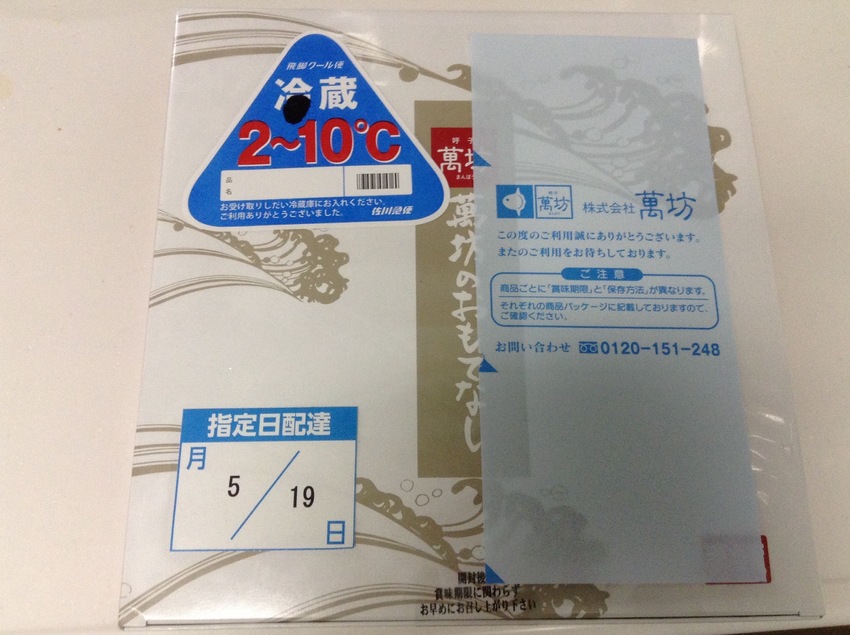 飛脚クール便
冷蔵
2~10℃
品
名
お受け取りしだい冷蔵庫にお入れください。
ご利用ありがとうございました。
佐川急便
呼子
萬坊
まんぼう
萬坊のおもてなし
萬坊
株式会社 萬坊
この度のご利用誠にありがとうございます。
またのご利用をお待ちしております。
ご注意
商品ごとに「賞味期限」と「保存方法」が異なります。
それぞれの商品パッケージに記載しておりますので、
ご確認ください。
お問い合わせ 0120-151-248
指定日配達
月
5
19
日
開封後
賞味期限に関わらず
お早めにお召し上がり下さい